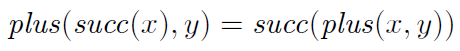 plus(succ(x), y) = succ(plus(x, y))